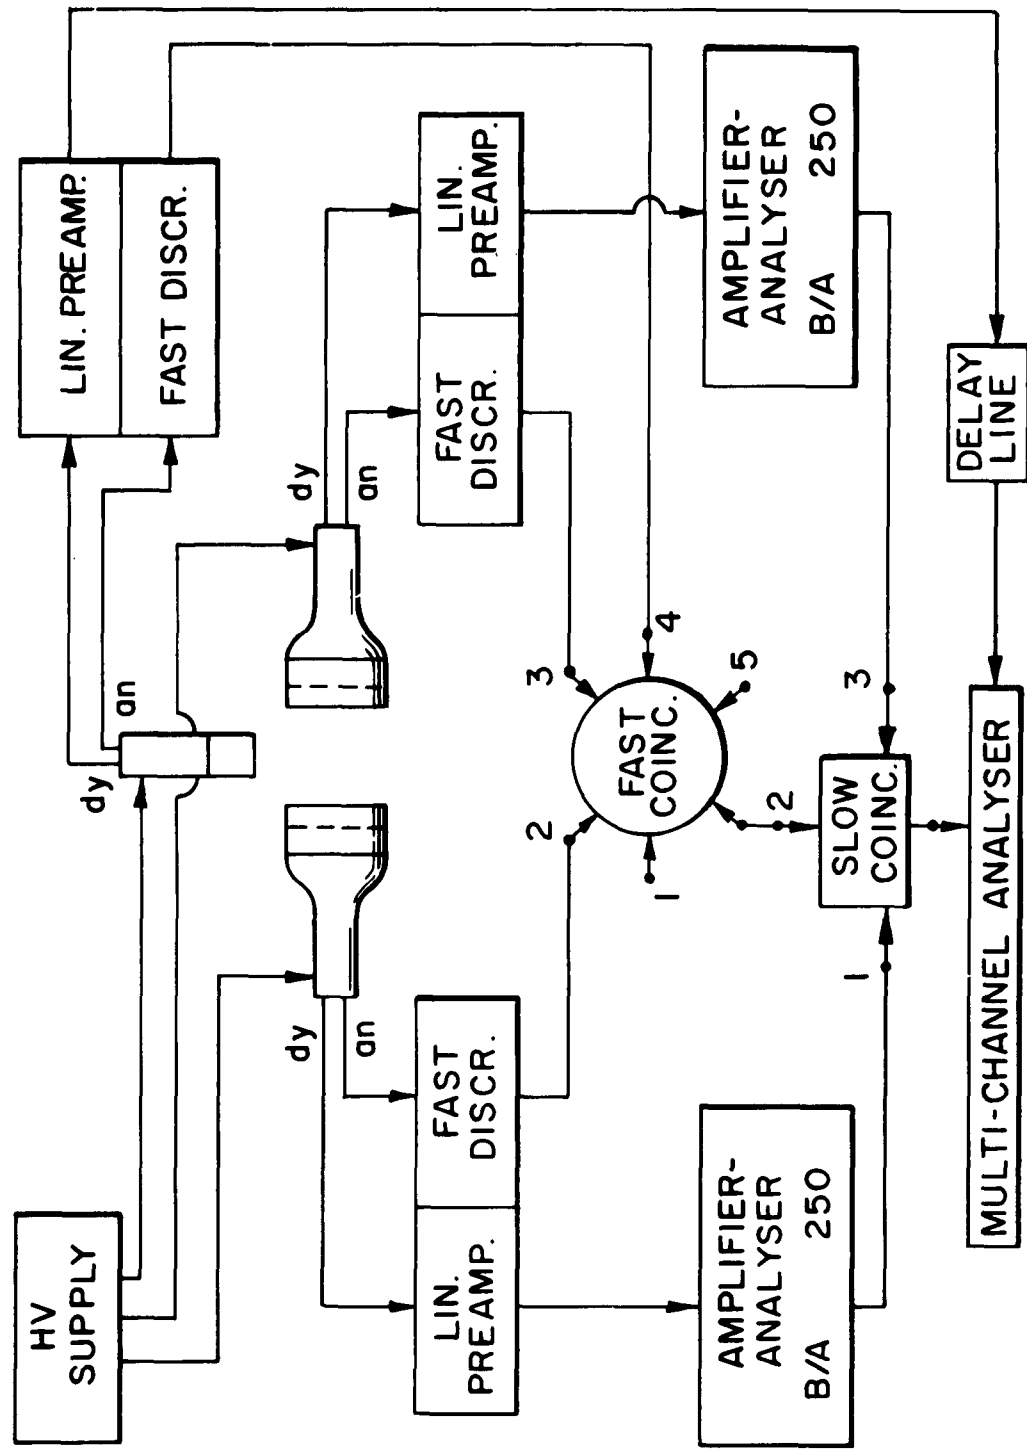 HV
SUPPLY
LIN. PREAMP.
FAST DISCR.
dy
an
dy
an
dy
an
LIN.
PREAMP.
FAST
DISCR.
FAST
DISCR.
LIN.
PREAMP.
FAST
COINC.
1
2
3
4
5
AMPLIFIER-
ANALYSER
B/A 250
AMPLIFIER-
ANALYSER
B/A 250
SLOW
COINC.
1
2
3
DELAY
LINE
MULTI-CHANNEL ANALYSER